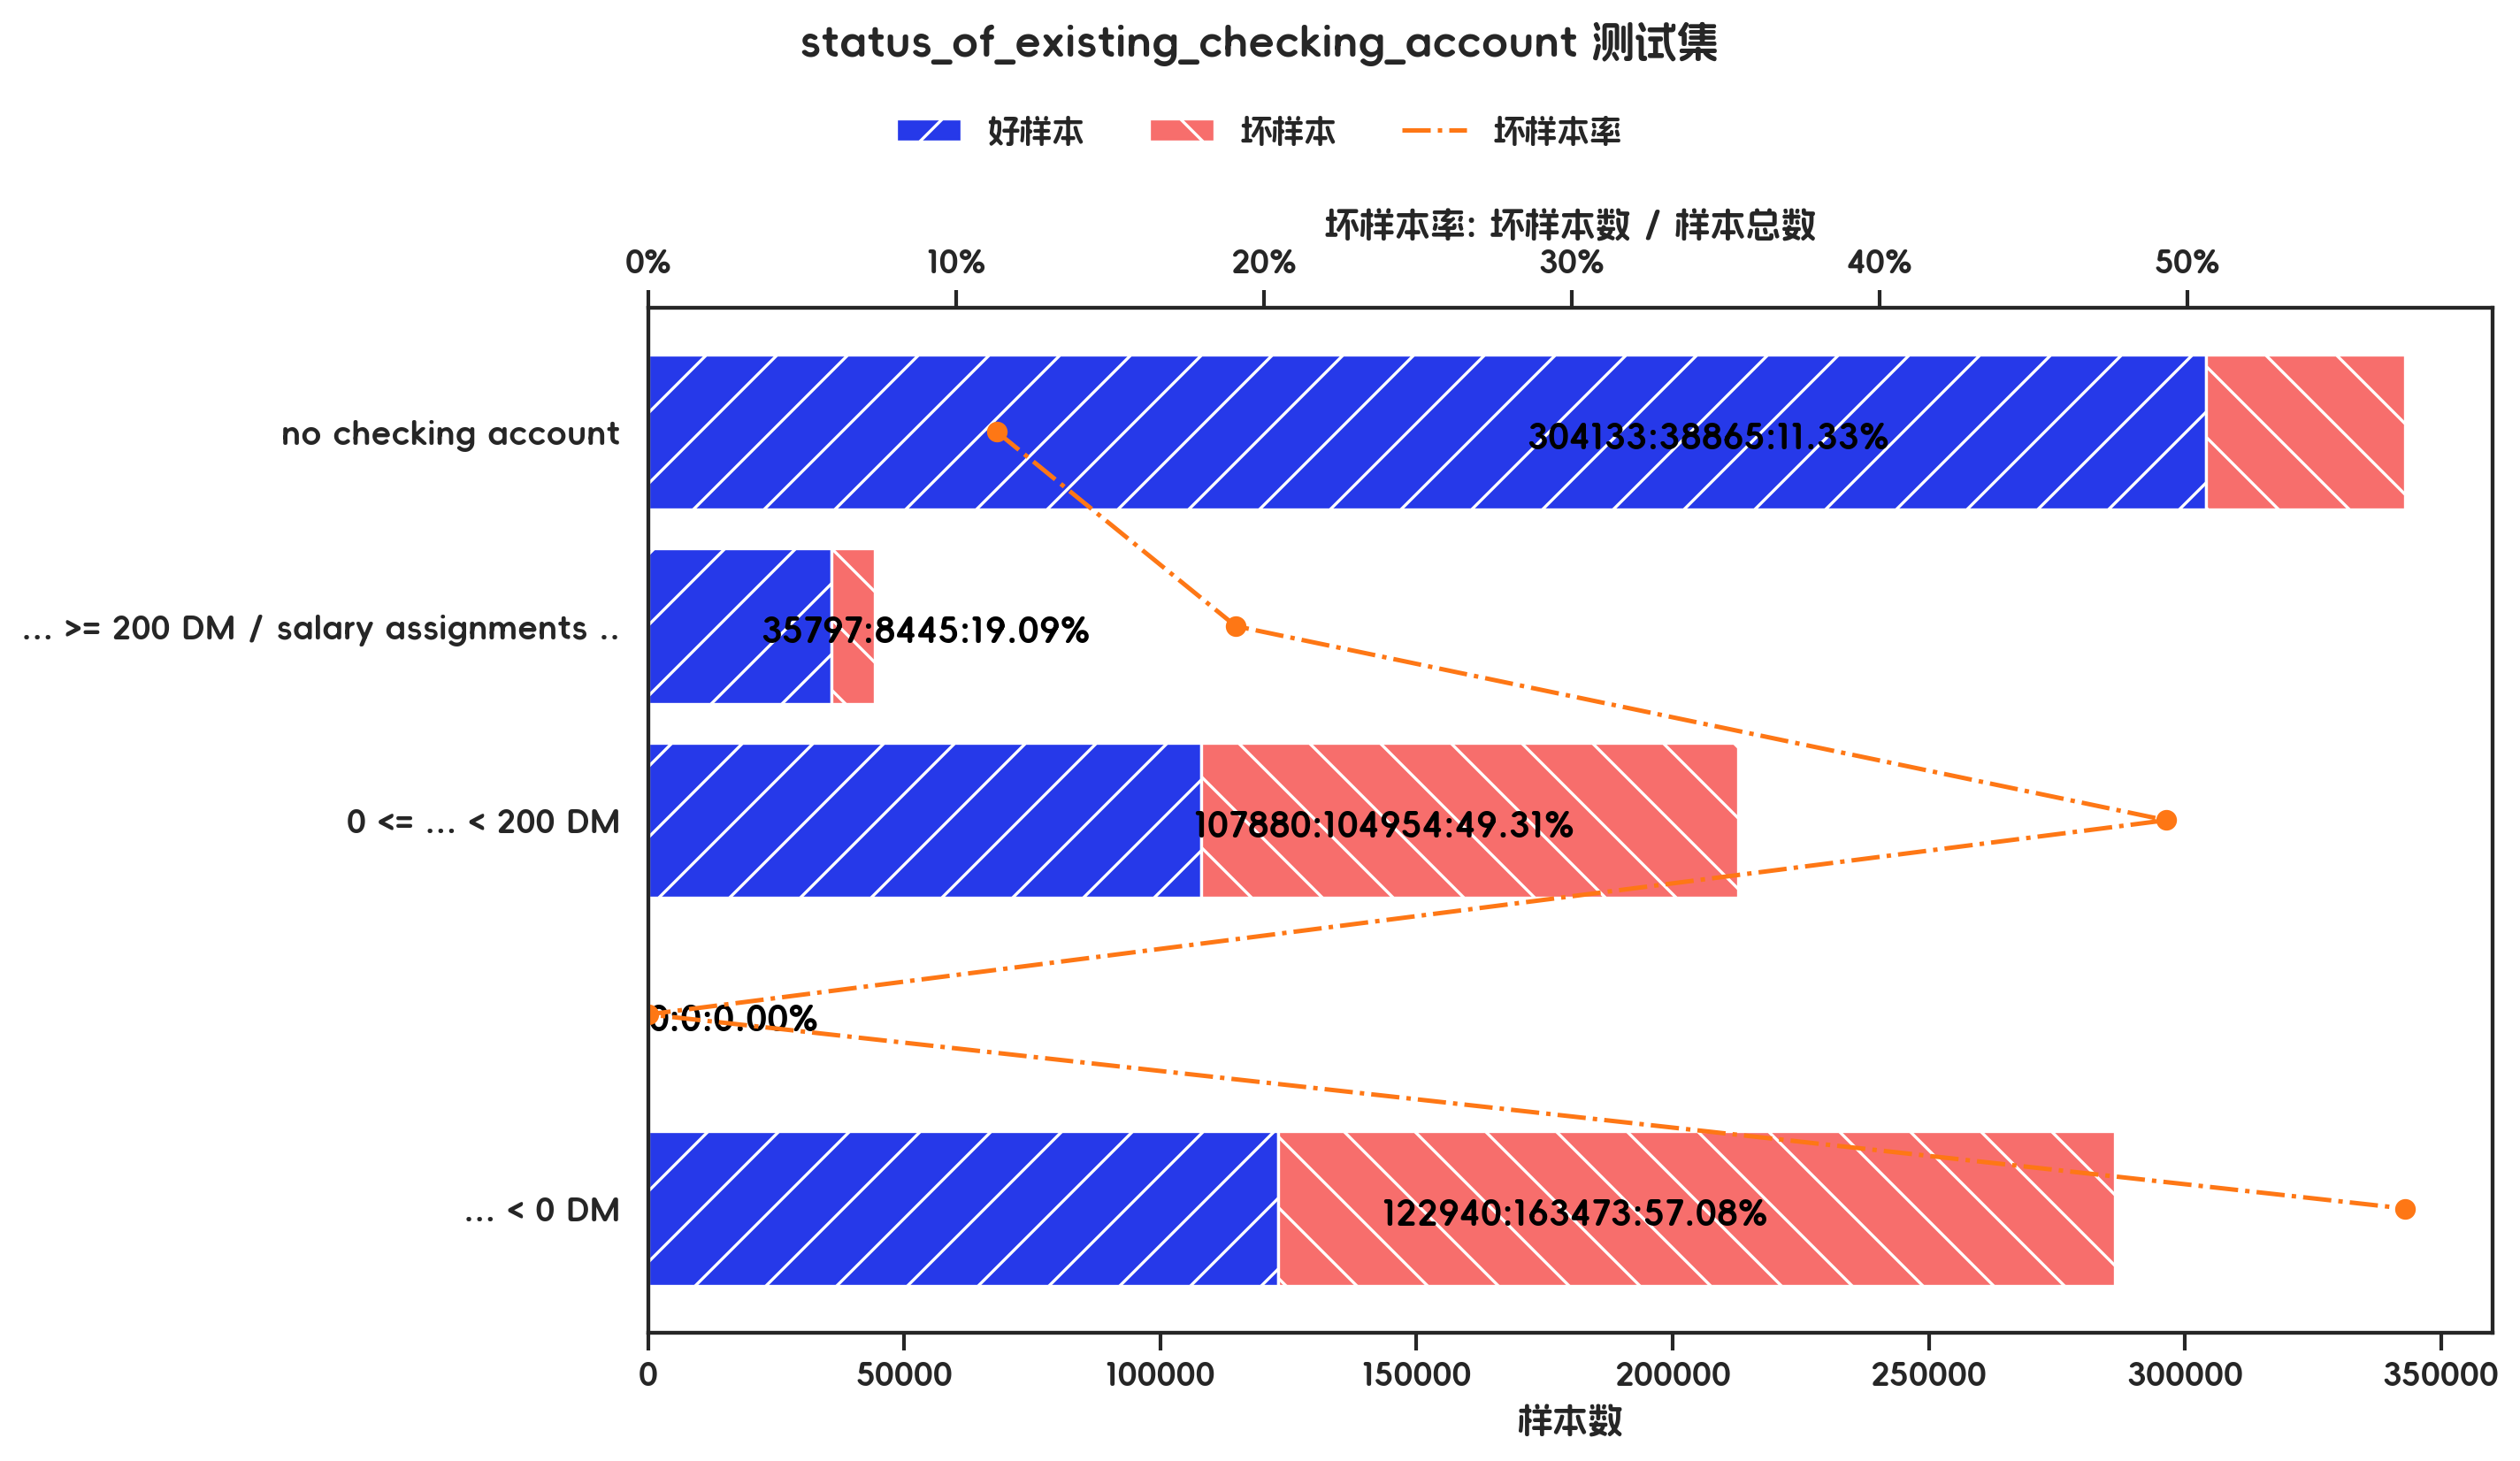 status_of_existing_checking_account 测试集
好样本 坏样本 坏样本率
坏样本率: 坏样本数 / 样本总数
0% 10% 20% 30% 40% 50%
no checking account 304133:38865:11.33%
... >= 200 DM / salary assignments .. 35797:8445:19.09%
0 <= ... < 200 DM 107880:104954:49.31%
0:0:0.00%
... < 0 DM 122940:163473:57.08%
0 50000 100000 150000 200000 250000 300000 350000
样本数